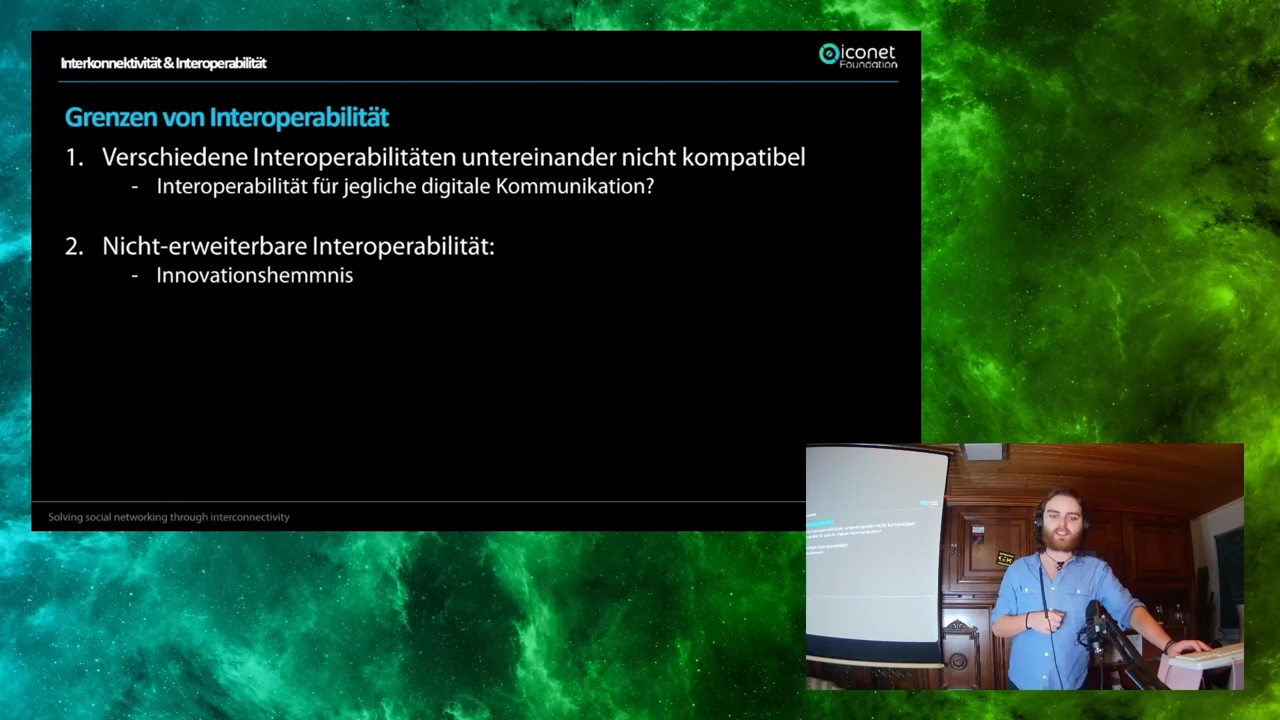 Interkonnektivität & Interoperabilität
iconet
Foundation
Grenzen von Interoperabilität
1. Verschiedene Interoperabilitäten untereinander nicht kompatibel
- Interoperabilität für jegliche digitale Kommunikation?
2. Nicht-erweiterbare Interoperabilität:
- Innovationshemmnis
Solving social networking through interconnectivity